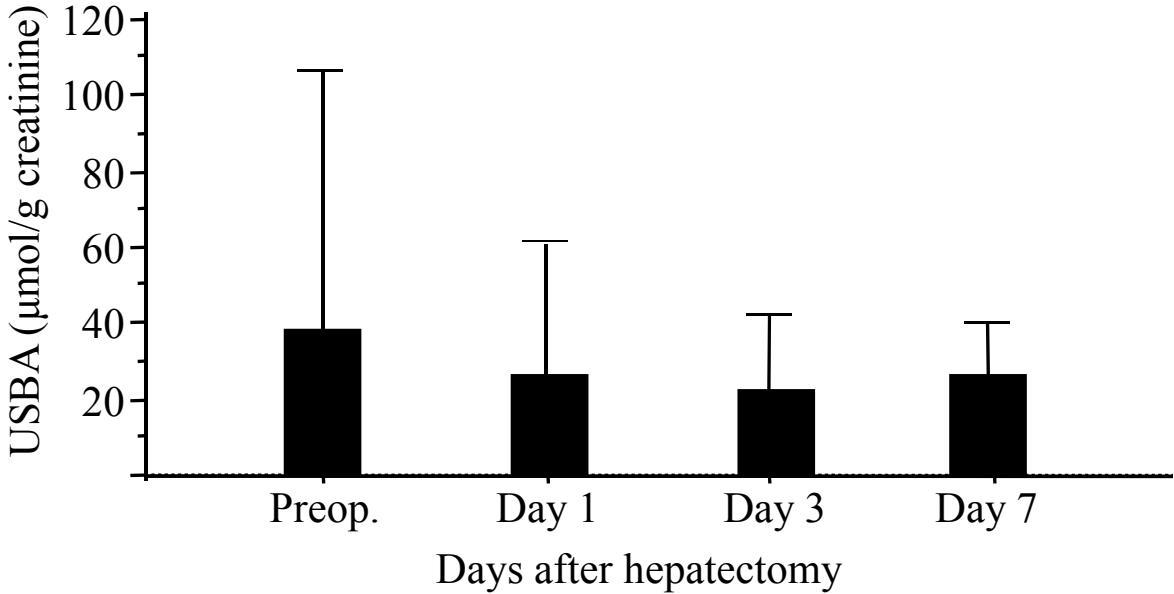 USBA (μmol/g creatinine)
120
100
80
60
40
20
Preop.
Day 1
Day 3
Day 7
Days after hepatectomy